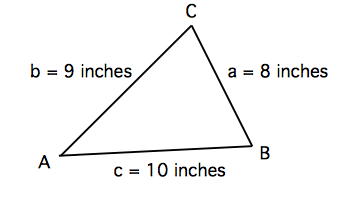 C
b = 9 inches
a = 8 inches
A
B
c = 10 inches